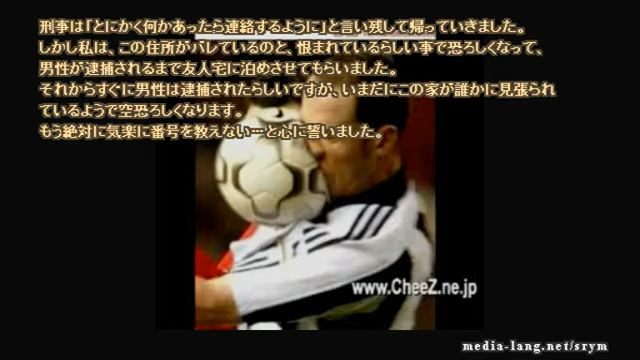 刑事は「とにかく何かあったら連絡するように」と言い残して帰っていきました。
しかし私は、この住所がバレているのと、恨まれているらしい事で恐ろしくなって、
男性が逮捕されるまで友人宅に泊めさせてもらいました。
それからすぐに男性は逮捕されたらしいですが、いまだにこの家が誰かに見張られ
ているようで空恐ろしくなります。
もう絶対に気楽に番号を教えない…と心に誓いました。
www.CheeZ.ne.jp
media-lang.net/srym